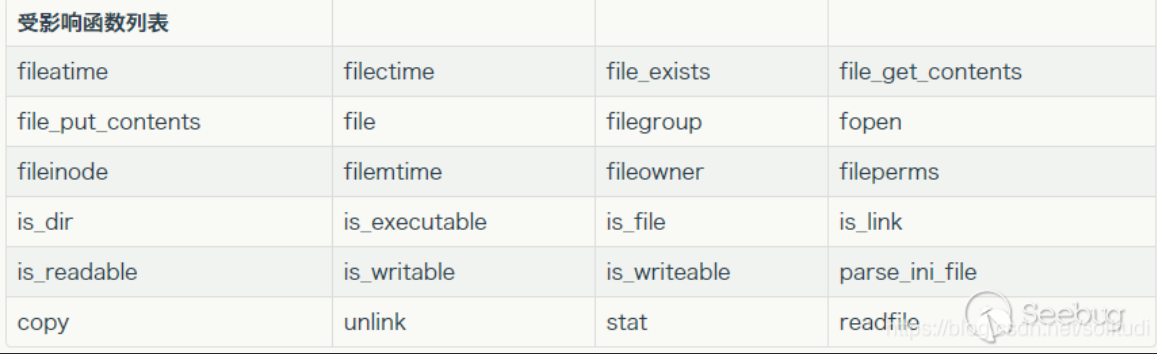 受影响函数列表
fileatime filectime file_exists file_get_contents
file_put_contents file filegroup fopen
fileinode filemtime fileowner fileperms
is_dir is_executable is_file is_link
is_readable is_writable is_writeable parse_ini_file
copy unlink stat readfile
Seebug
https://blog.csdn.net/solitudi